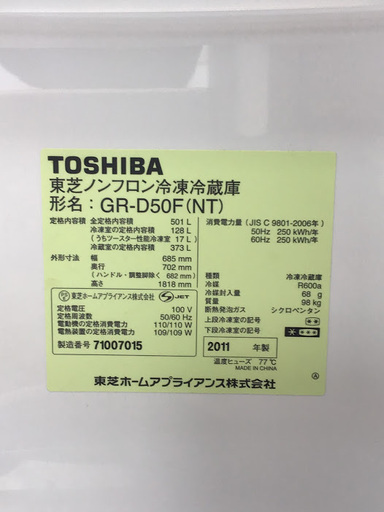 TOSHIBA
東芝ノンフロン冷凍冷蔵庫
形名：GR-D50F(NT)
定格内容積 全定格内容積 501 L
冷凍室の定格内容積 128 L
(うちフースター性能冷凍室 17 L)
冷蔵室の定格内容積 373 L
外形寸法 幅 685 mm
奥行 702 mm
(ハンドル・調整脚除く 682 mm)
高さ 1818 mm
東芝ホームアプライアンス株式会社 S-JET
定格電圧 100 V
定格周波数 50/60 Hz
電動機の定格消費電力 110/110 W
電熱装置の定格消費電力 109/109 W
製造番号 71007015
消費電力量 (JIS C 9801-2006年)
50Hz 250 kWh/年
60Hz 250 kWh/年
種類 冷凍冷蔵庫
冷媒 R600a
冷媒封入量 68 g
質量 98 kg
断熱発泡ガス シクロペンタン
上段冷凍室の記号
下段冷凍室の記号
2011 年製
温度ヒューズ 77℃
MADE IN CHINA
東芝ホームアプライアンス株式会社 Ⓐ